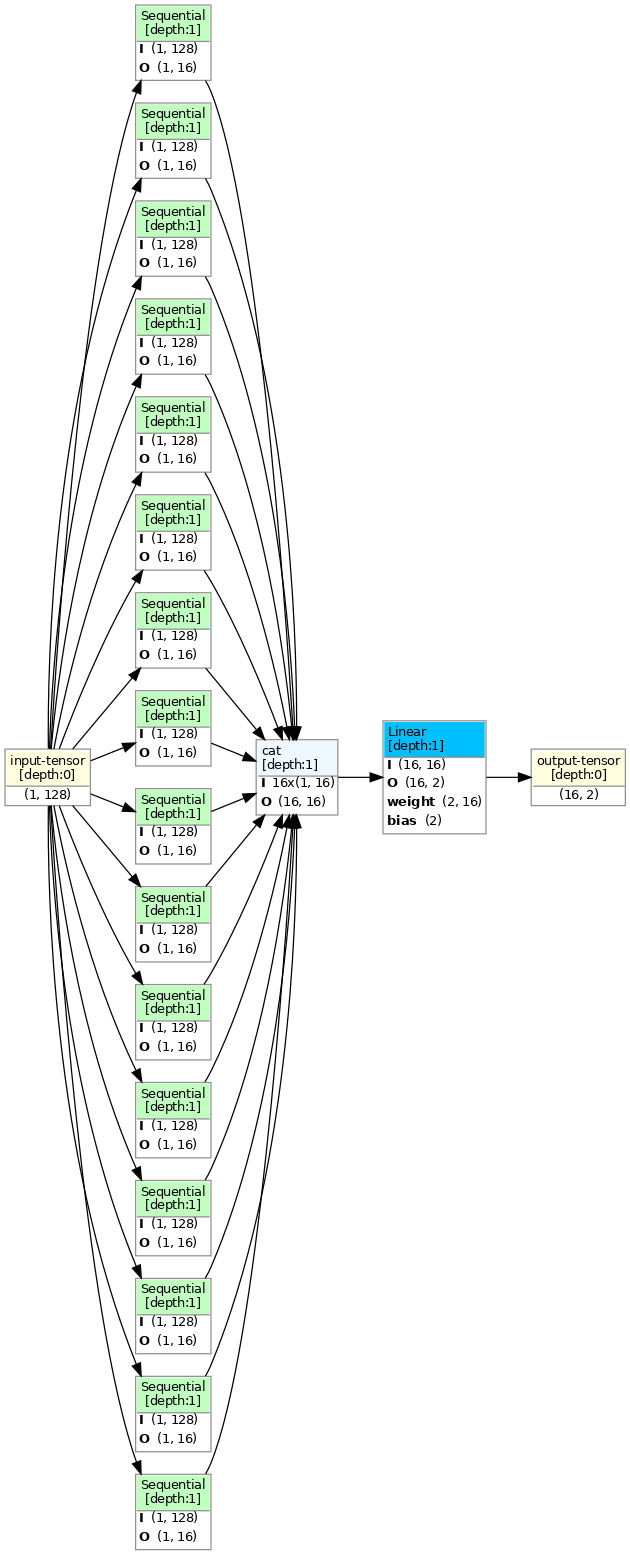 Sequential
[depth:1]
I (1, 128)
O (1, 16)
Sequential
[depth:1]
I (1, 128)
O (1, 16)
Sequential
[depth:1]
I (1, 128)
O (1, 16)
Sequential
[depth:1]
I (1, 128)
O (1, 16)
Sequential
[depth:1]
I (1, 128)
O (1, 16)
Sequential
[depth:1]
I (1, 128)
O (1, 16)
Sequential
[depth:1]
I (1, 128)
O (1, 16)
Sequential
[depth:1]
I (1, 128)
O (1, 16)
input-tensor
[depth:0]
(1, 128)
cat
[depth:1]
I 16x(1, 16)
O (16, 16)
Linear
[depth:1]
I (16, 16)
O (16, 2)
weight (2, 16)
bias (2)
output-tensor
[depth:0]
(16, 2)
Sequential
[depth:1]
I (1, 128)
O (1, 16)
Sequential
[depth:1]
I (1, 128)
O (1, 16)
Sequential
[depth:1]
I (1, 128)
O (1, 16)
Sequential
[depth:1]
I (1, 128)
O (1, 16)
Sequential
[depth:1]
I (1, 128)
O (1, 16)
Sequential
[depth:1]
I (1, 128)
O (1, 16)
Sequential
[depth:1]
I (1, 128)
O (1, 16)
Sequential
[depth:1]
I (1, 128)
O (1, 16)